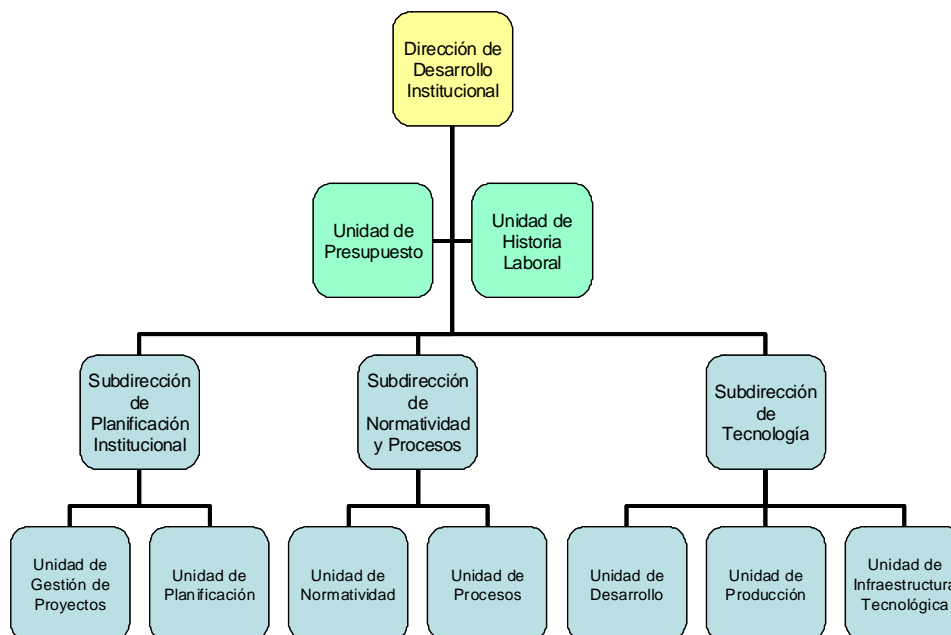 Dirección de
Desarrollo
Institucional
Unidad de
Presupuesto
Unidad de
Historia
Laboral
Subdirección
de
Planificación
Institucional
Subdirección
de
Normatividad
y Procesos
Subdirección
de
Tecnología
Unidad de
Gestión de
Proyectos
Unidad de
Planificación
Unidad de
Normatividad
Unidad de
Procesos
Unidad de
Desarrollo
Unidad de
Producción
Unidad de
Infraestructura
Tecnológica